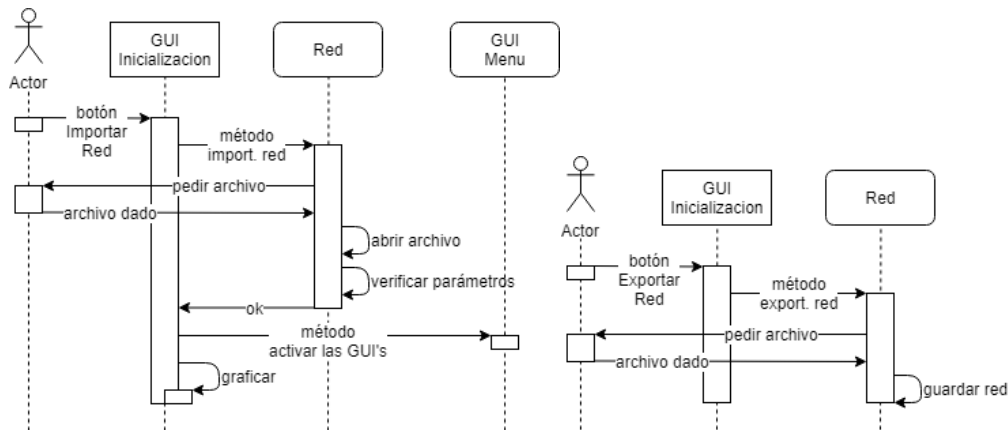 GUI
Inicializacion
Red
GUI
Menu
Actor
botón
Importar
Red
método
import. red
pedir archivo
archivo dado
abrir archivo
verificar parámetros
ok
método
activar las GUI's
graficar
GUI
Inicializacion
Red
Actor
botón
Exportar
Red
método
export. red
pedir archivo
archivo dado
guardar red